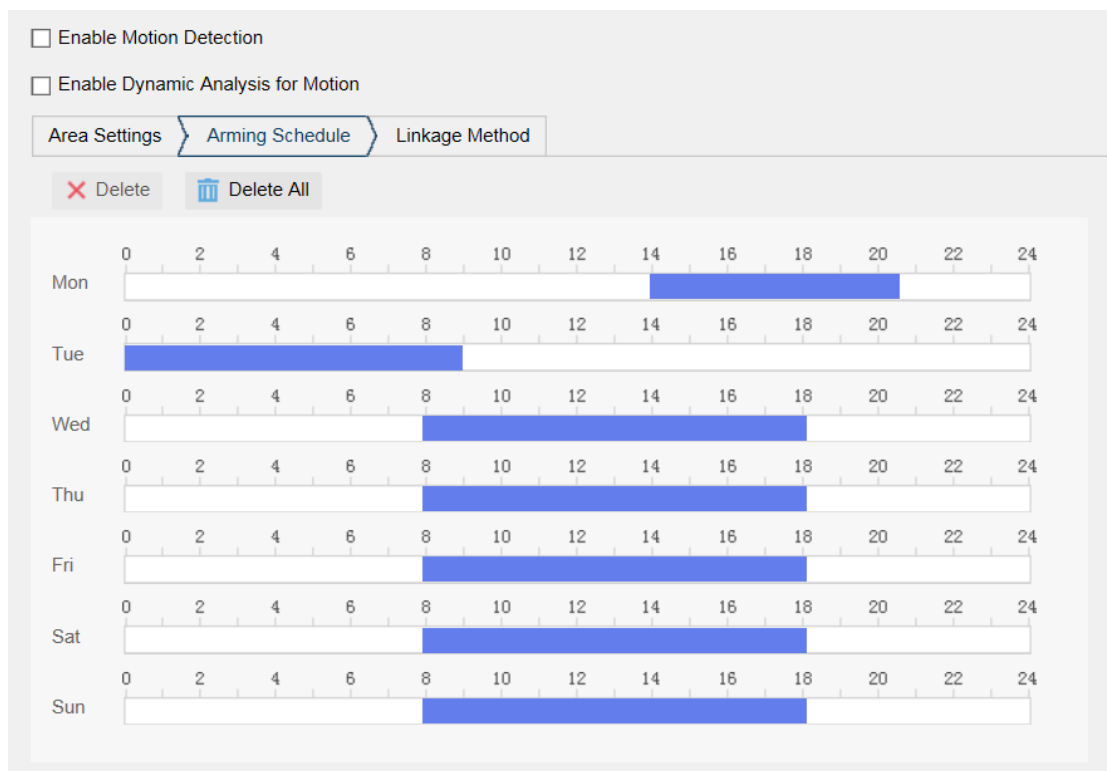 Enable Motion Detection
Enable Dynamic Analysis for Motion
Area Settings Arming Schedule Linkage Method
Delete Delete All
0 2 4 6 8 10 12 14 16 18 20 22 24
Mon
0 2 4 6 8 10 12 14 16 18 20 22 24
Tue
0 2 4 6 8 10 12 14 16 18 20 22 24
Wed
0 2 4 6 8 10 12 14 16 18 20 22 24
Thu
0 2 4 6 8 10 12 14 16 18 20 22 24
Fri
0 2 4 6 8 10 12 14 16 18 20 22 24
Sat
0 2 4 6 8 10 12 14 16 18 20 22 24
Sun